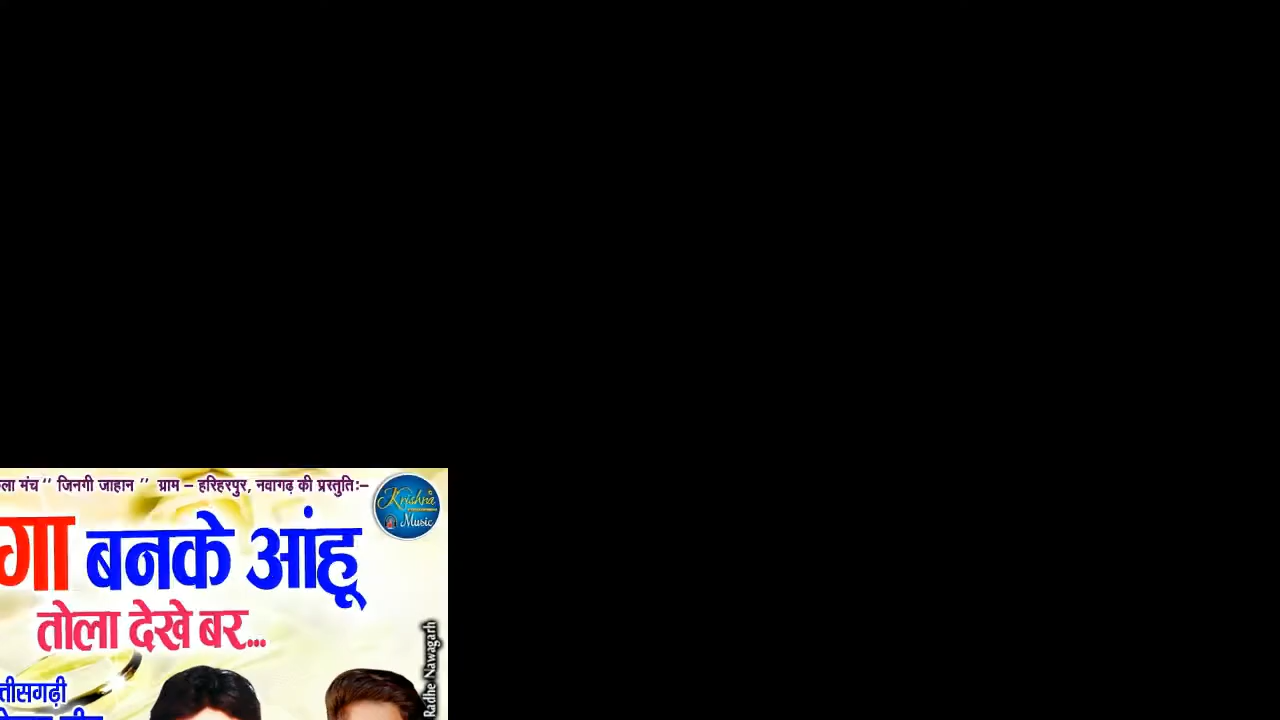 ला मंच “ जिनगी जाहान ” ग्राम – हरिहरपुर, नवागढ़ की प्रस्तुति:–
Krishna
Music
गा बनके आंहू
तोला देखे बर...
Radhe Nawagarh
त्तीसगढ़ी